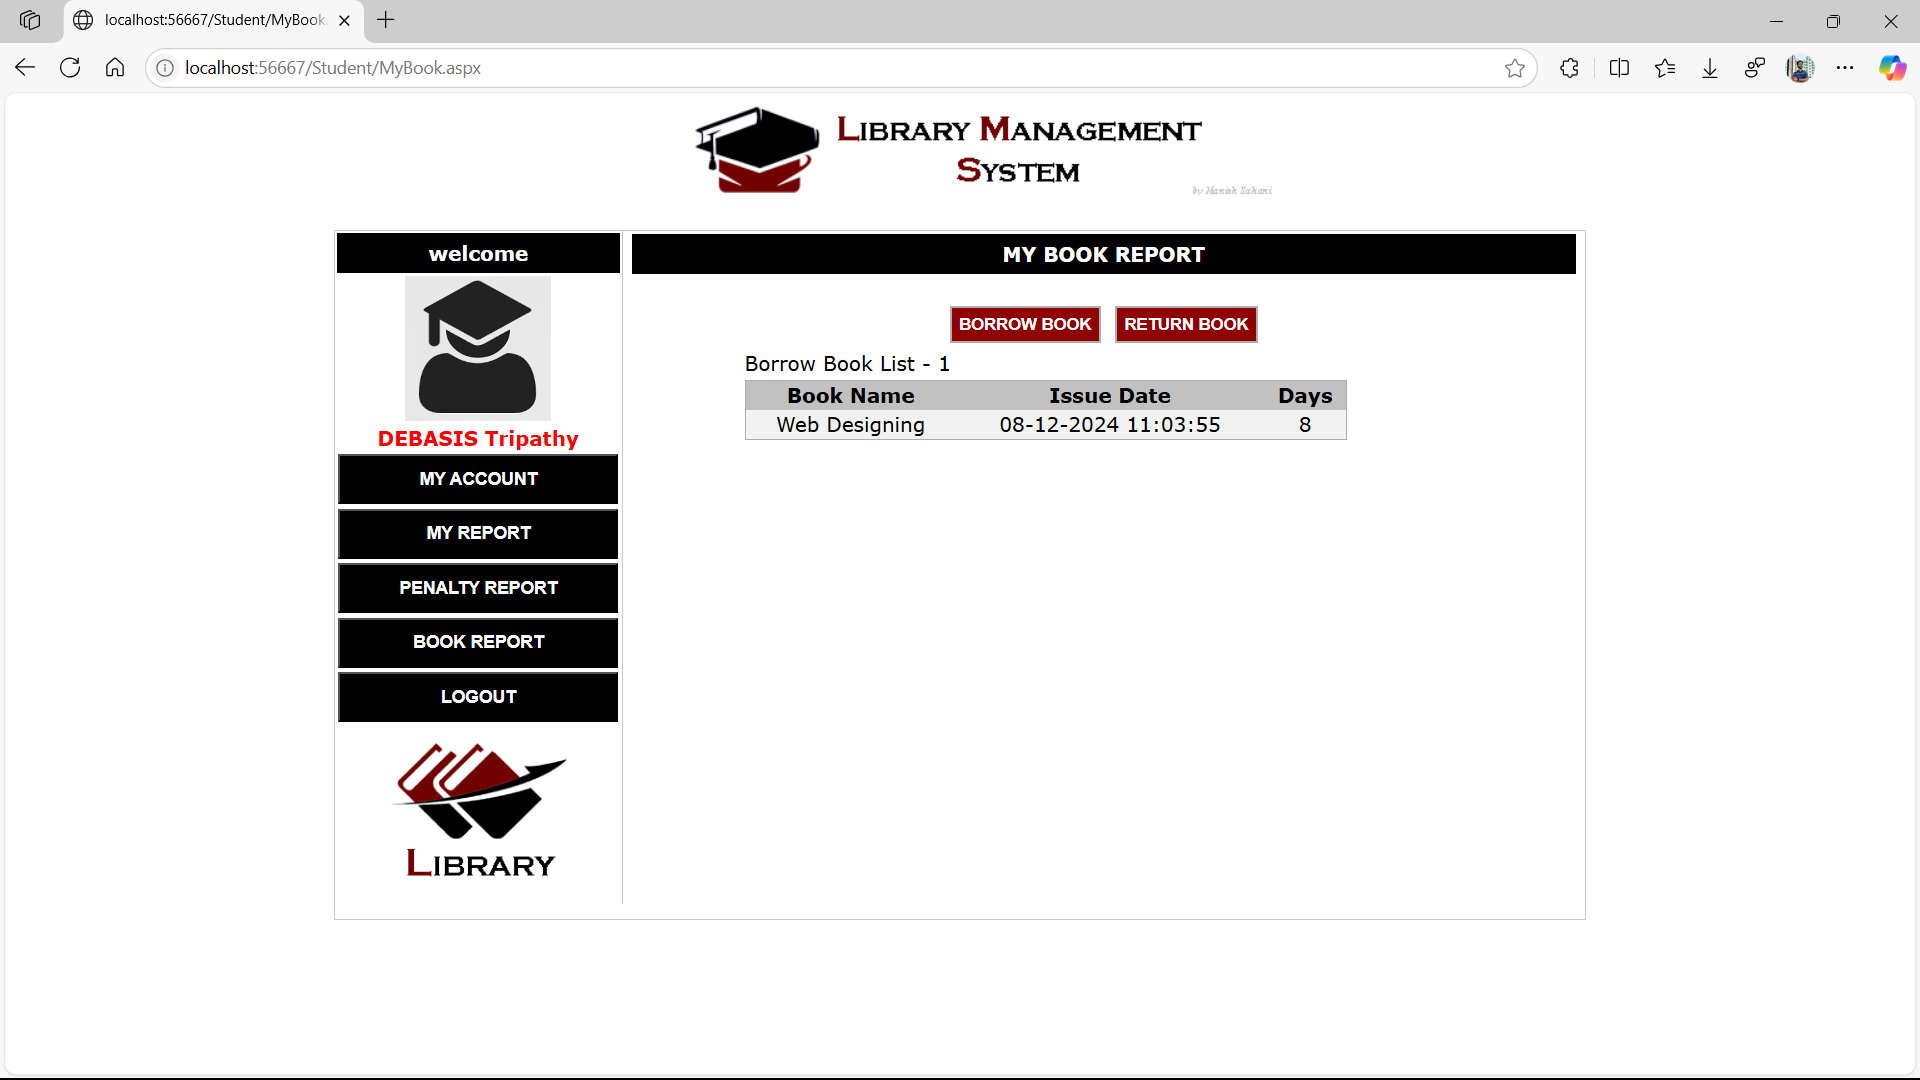 localhost:56667/Student/MyBook.
localhost:56667/Student/MyBook.aspx
LIBRARY MANAGEMENT
SYSTEM
by Manish Sahani
welcome
MY BOOK REPORT
BORROW BOOK RETURN BOOK
Borrow Book List - 1
Book Name Issue Date Days
Web Designing 08-12-2024 11:03:55 8
DEBASIS Tripathy
MY ACCOUNT
MY REPORT
PENALTY REPORT
BOOK REPORT
LOGOUT
LIBRARY